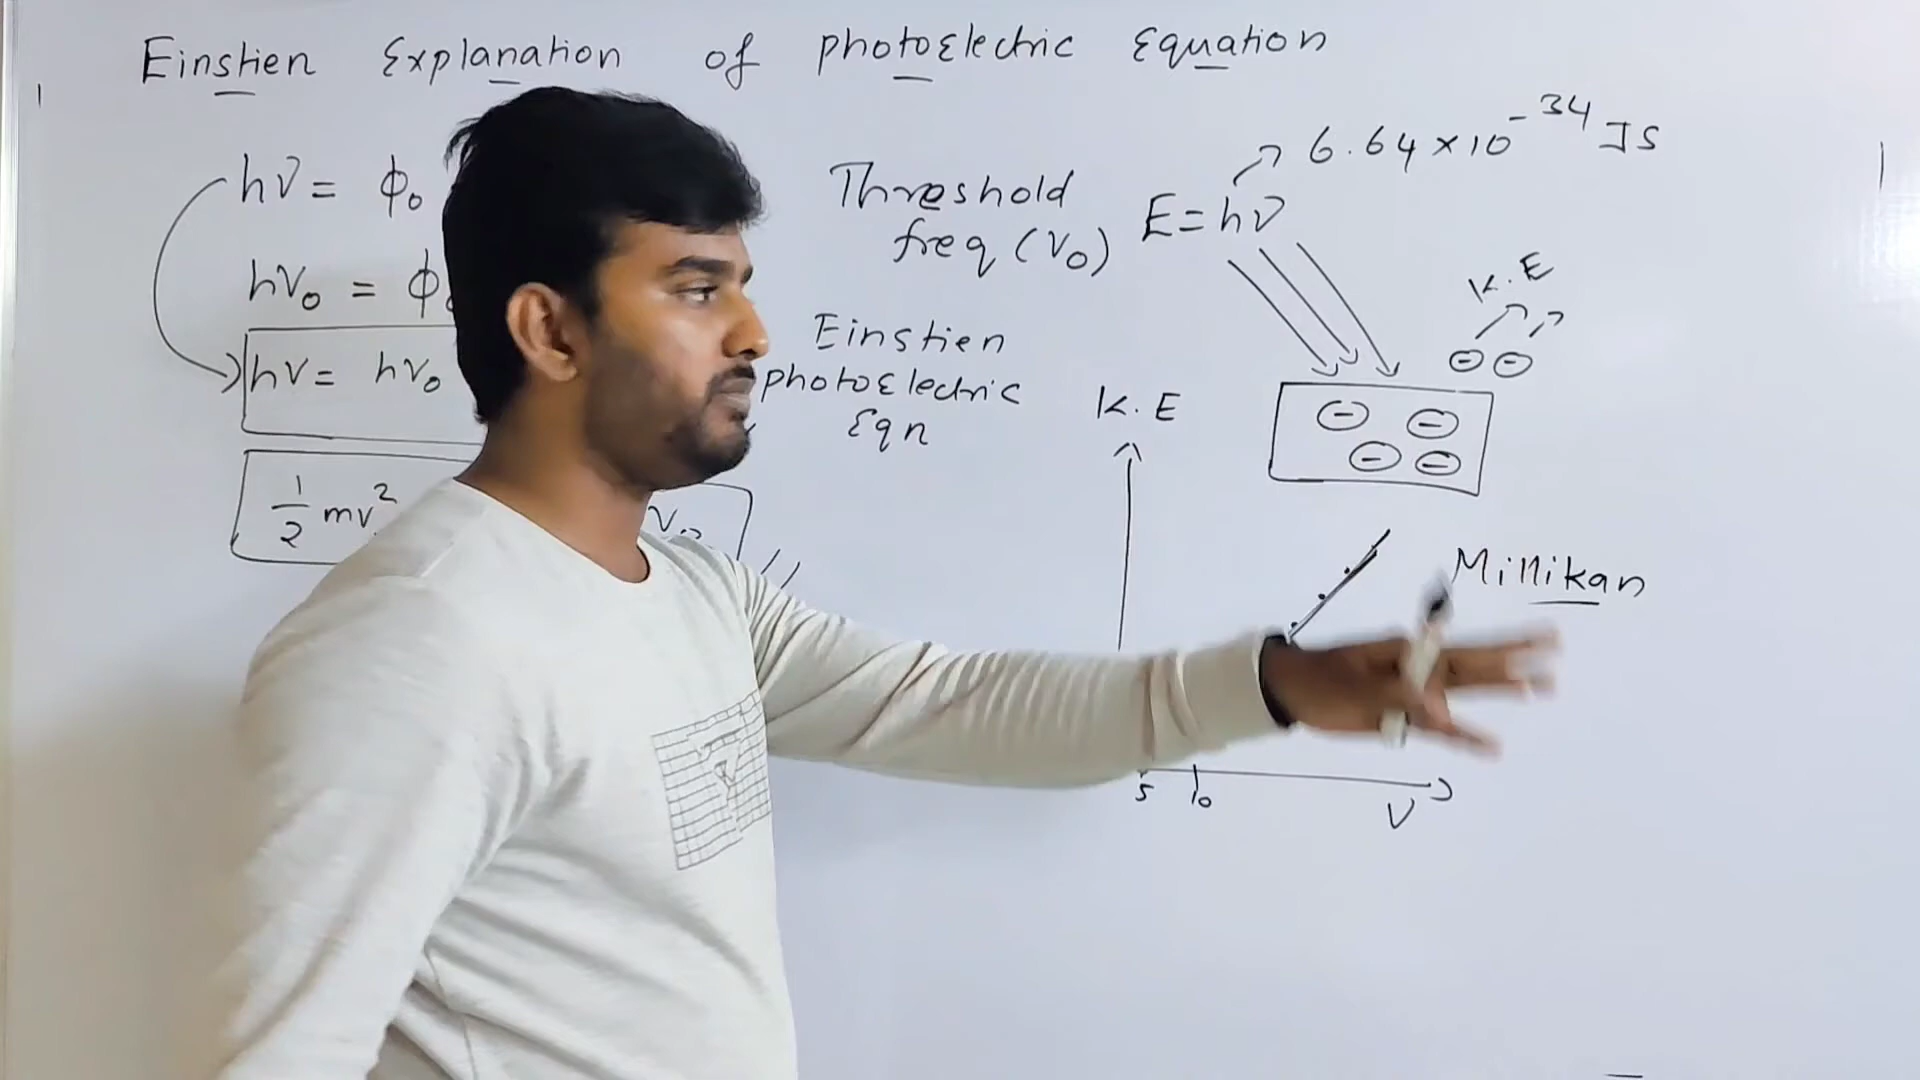 Einstien Explanation of photoElectric Equation
hν = ϕ₀
hν₀ = ϕ
hν = hν₀
½ mv²
ν₀
Threshold
freq (ν₀)
Einstien
photoElectric
Eqn
6.64 × 10⁻³⁴ JS
E = hν
K.E
K.E
Millikan
5 10
ν